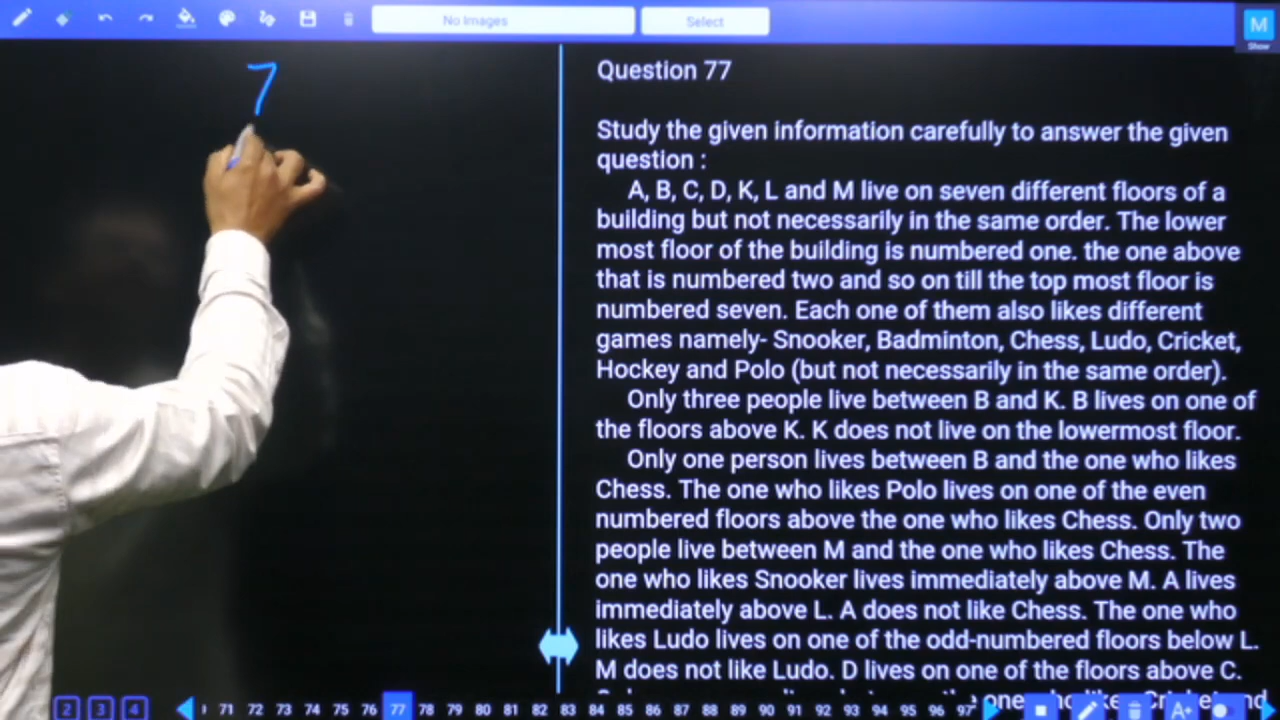 No Images
Select
M
Show
7
Question 77
Study the given information carefully to answer the given
question :
A, B, C, D, K, L and M live on seven different floors of a
building but not necessarily in the same order. The lower
most floor of the building is numbered one. the one above
that is numbered two and so on till the top most floor is
numbered seven. Each one of them also likes different
games namely- Snooker, Badminton, Chess, Ludo, Cricket,
Hockey and Polo (but not necessarily in the same order).
Only three people live between B and K. B lives on one of
the floors above K. K does not live on the lowermost floor.
Only one person lives between B and the one who likes
Chess. The one who likes Polo lives on one of the even
numbered floors above the one who likes Chess. Only two
people live between M and the one who likes Chess. The
one who likes Snooker lives immediately above M. A lives
immediately above L. A does not like Chess. The one who
likes Ludo lives on one of the odd-numbered floors below L.
M does not like Ludo. D lives on one of the floors above C.
2 3 4 71 72 73 74 75 76 77 78 79 80 81 82 83 84 85 86 87 88 89 90 91 92 93 94 95 96 97 A+